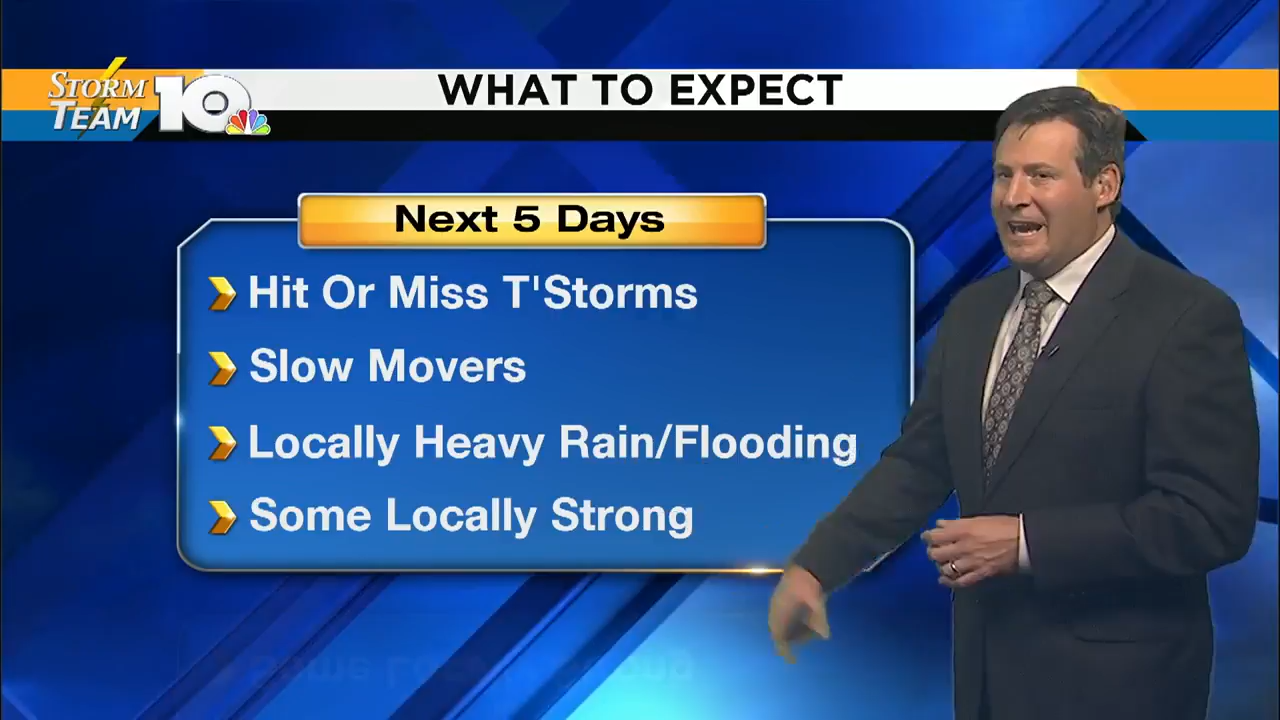 STORM
TEAM 10
WHAT TO EXPECT
Next 5 Days
Hit Or Miss T'Storms
Slow Movers
Locally Heavy Rain/Flooding
Some Locally Strong